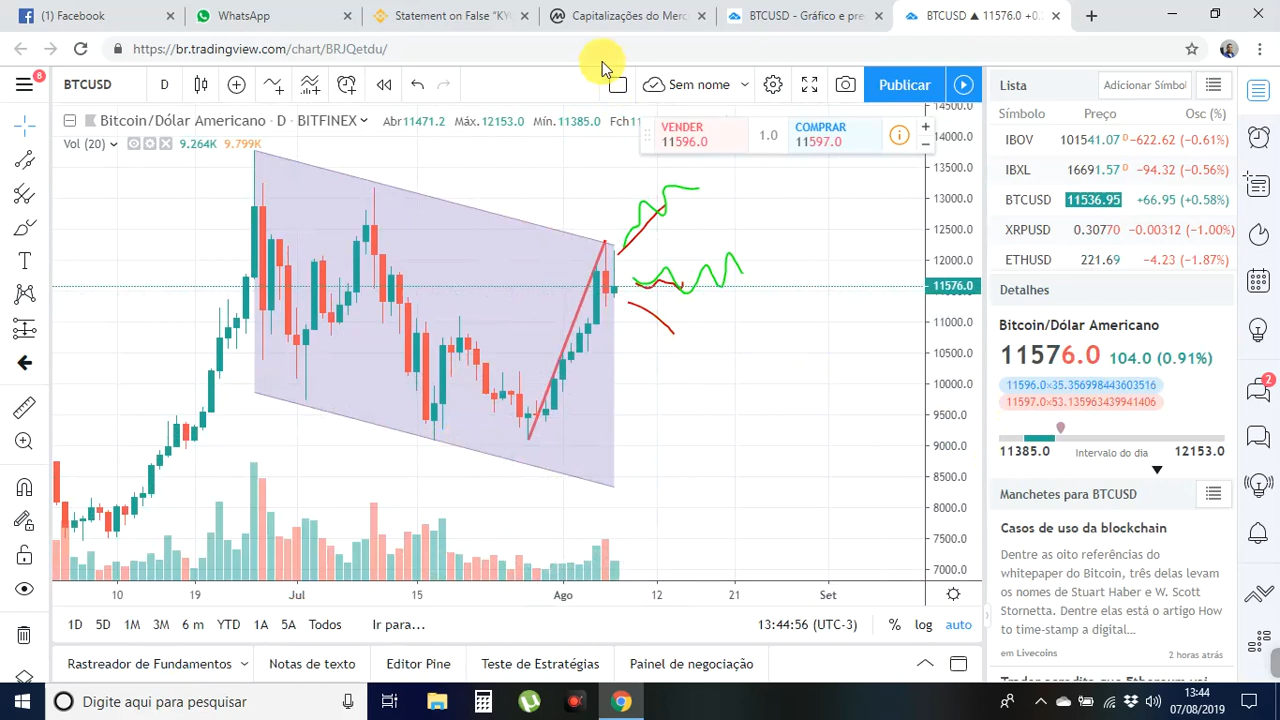 (1) Facebook
WhatsApp
Statement on False "KYC
Capitalizações do Merc
BTCUSD - Gráfico e pre
BTCUSD ▲ 11576.0 +0.
https://br.tradingview.com/chart/BRJQetdu/
8
BTCUSD
D
Sem nome
Publicar
Lista
Adicionar Símbol
Bitcoin/Dólar Americano - D - BITFINEX
Abr11471.2 Máx.12153.0 Mín.11385.0 Fch11
Vol (20) 9.264K 9.799K
VENDER
11596.0
1.0
COMPRAR
11597.0
Símbolo Preço Osc (%)
IBOV 101541.07 D -622.62 (-0.61%)
IBXL 16691.57 D -94.32 (-0.56%)
BTCUSD 11536.95 +66.95 (+0.58%)
XRPUSD 0.30770 -0.00312 (-1.00%)
ETHUSD 221.69 -4.23 (-1.87%)
14500.0
14000.0
13500.0
13000.0
12500.0
12000.0
11576.0
11000.0
10500.0
10000.0
9500.0
9000.0
8500.0
8000.0
7500.0
7000.0
Detalhes
Bitcoin/Dólar Americano
11576.0 104.0 (0.91%)
11596.0×35.356998443603516
11597.0×53.135963439941406
11385.0 Intervalo do dia 12153.0
2
Manchetes para BTCUSD
Casos de uso da blockchain
Dentre as oito referências do
whitepaper do Bitcoin, três delas levam
os nomes de Stuart Haber e W. Scott
Stornetta. Dentre elas está o artigo How
to time-stamp a digital...
em Livecoins 2 horas atrás
10 19 Jul 15 Ago 12 21 Set
1D 5D 1M 3M 6 m YTD 1A 5A Todos Ir para...
13:44:56 (UTC-3) % log auto
Rastreador de Fundamentos Notas de texto Editor Pine Teste de Estratégias Painel de negociação
Digite aqui para pesquisar
13:44
07/08/2019